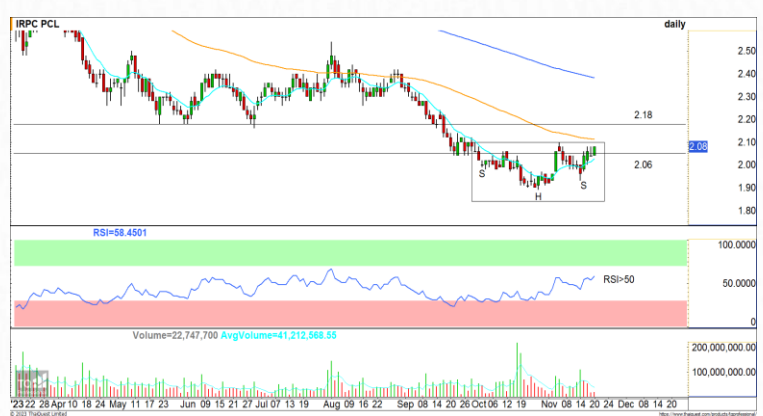 IRPC PCL
daily
2.50
2.40
2.30
2.20
2.18
2.10
2.08
2.06
2.00
1.90
1.80
S
H
S
RSI=58.4501
100.0000
50.0000
0
RSI>50
Volume=22,747,700 AvgVolume=41,212,568.56
200,000,000.00
100,000,000.00
'23 22 28 Apr 10 18 May 11 17 23 Jun 09 15 21 27 Jul 07 13 19 Aug 09 16 22 Sep 08 14 20 26 Oct 06 12 19 Nov 08 14 20 24 Dec 08 14 20
© 2023 ThaiQuest Limited